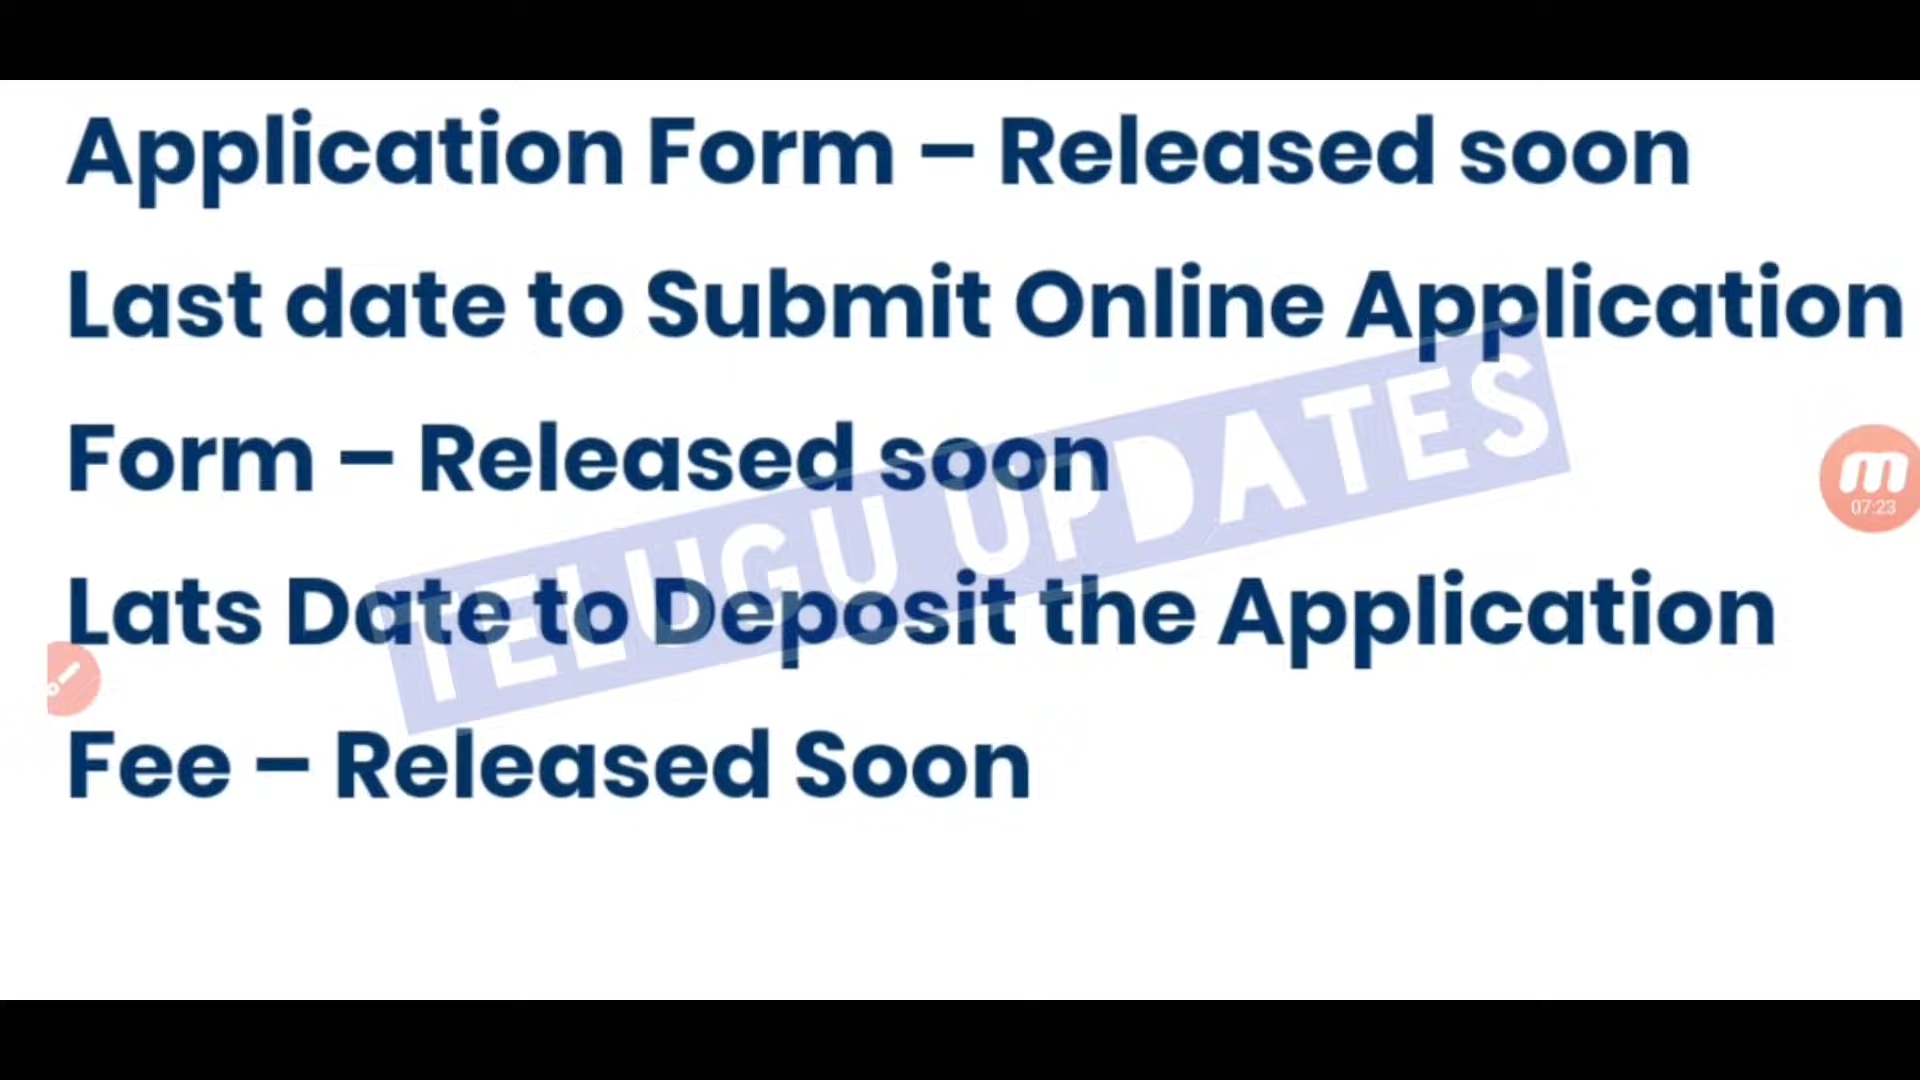 Application Form – Released soon
Last date to Submit Online Application
Form – Released soon
TELUGU UPDATES
Lats Date to Deposit the Application
Fee – Released Soon
m
07:23